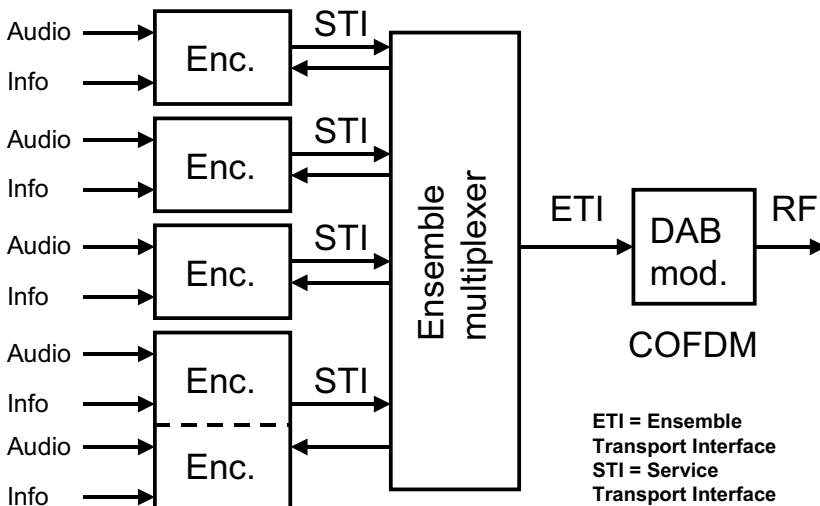 Audio
Info
Enc.
STI
Audio
Info
Enc.
STI
Audio
Info
Enc.
STI
Audio
Info
Enc.
STI
Audio
Info
Enc.
Ensemble
multiplexer
ETI
DAB
mod.
RF
COFDM
ETI = Ensemble
Transport Interface
STI = Service
Transport Interface